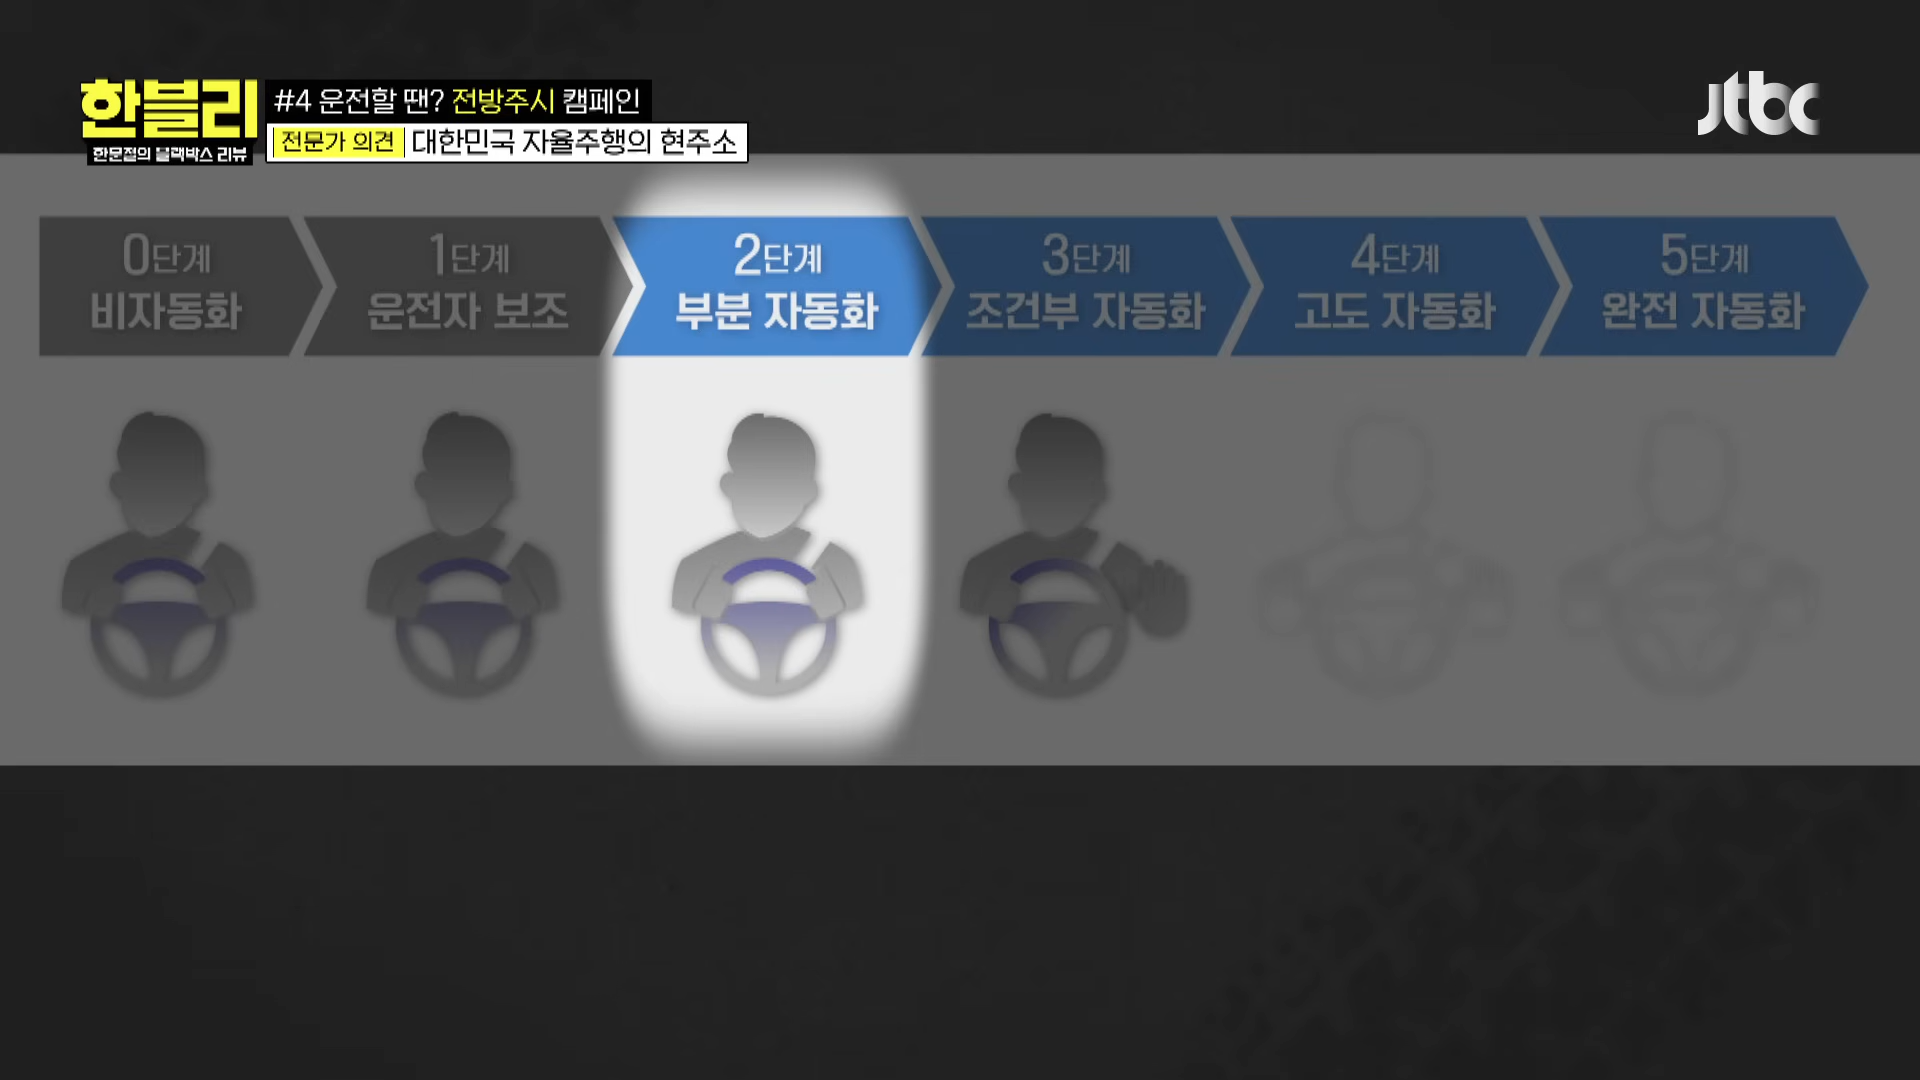 한블리
한문철의 블랙박스 리뷰
#4 운전할 땐? 전방주시 캠페인
전문가 의견 대한민국 자율주행의 현주소
jtbc
0단계
비자동화
1단계
운전자 보조
2단계
부분 자동화
3단계
조건부 자동화
4단계
고도 자동화
5단계
완전 자동화